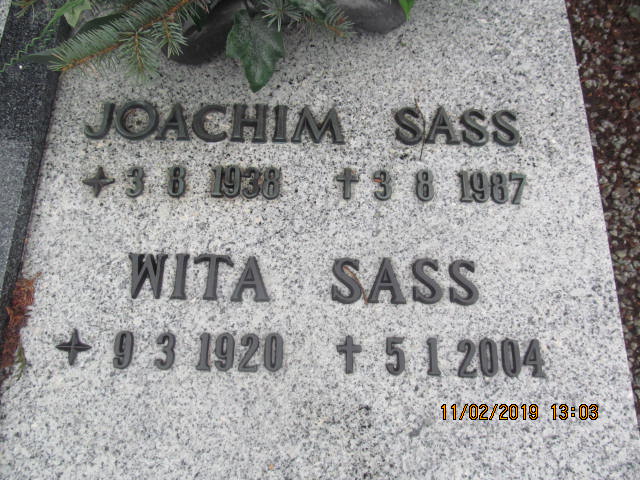 JOACHIM SASS
3 8 1938 † 3 8 1987
WITA SASS
9 3 1920 † 5 1 2004
11/02/2019 13:03